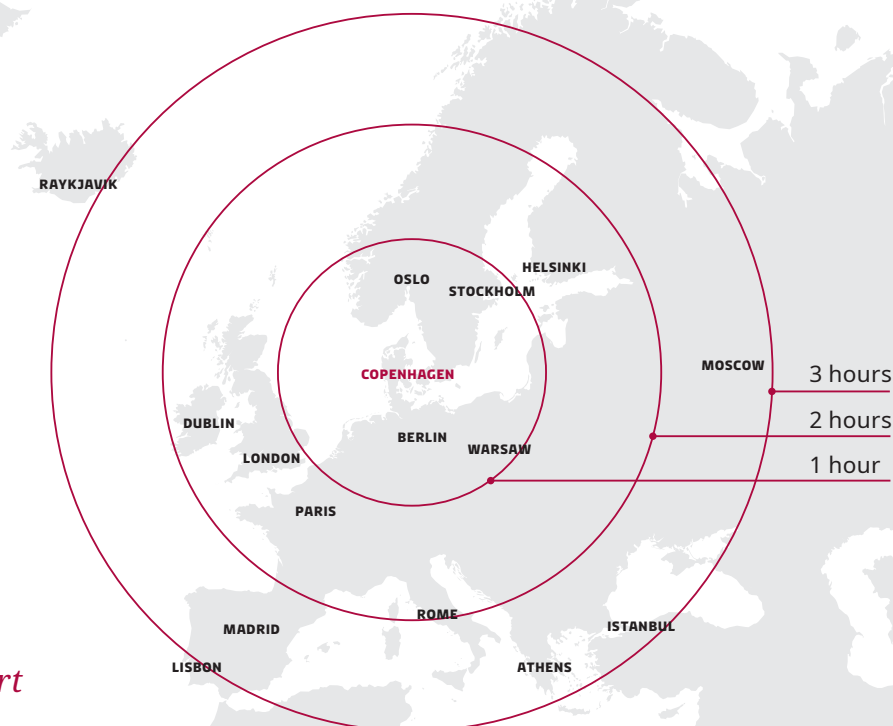 RAYKJAVIK
HELSINKI
OSLO
STOCKHOLM
MOSCOW
3 hours
COPENHAGEN
2 hours
DUBLIN
BERLIN
WARSAW
LONDON
1 hour
PARIS
ROME
MADRID
ISTANBUL
LISBON
ATHENS